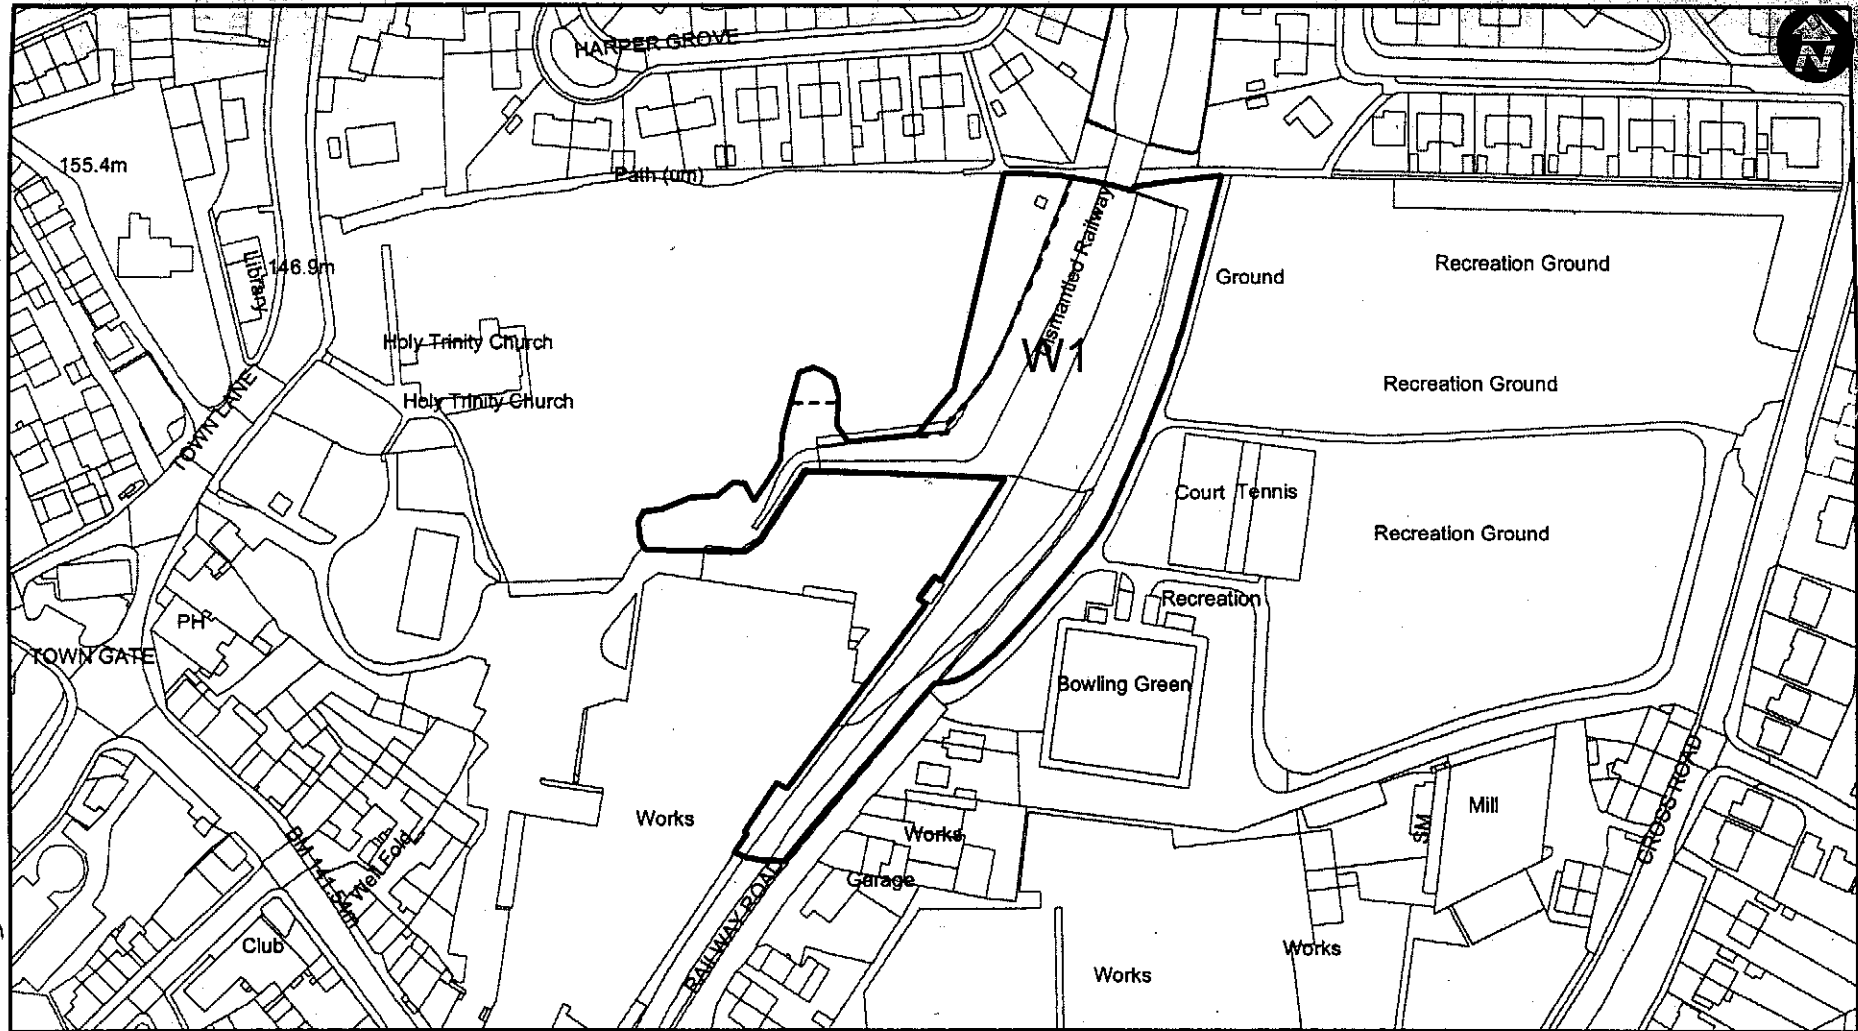 HARPER GROVE
N
155.4m
Path (um)
Library
146.9m
Dismantled Railway
Ground
Recreation Ground
Holy Trinity Church
W1
Recreation Ground
Holy Trinity Church
TOWN LANE
Court Tennis
Recreation Ground
Recreation
PH
TOWN GATE
Bowling Green
Works
Works
Mill
SM
CROSS ROAD
BM 141.54m
Well Fold
Garage
RAILWAY ROAD
Club
Works
Works